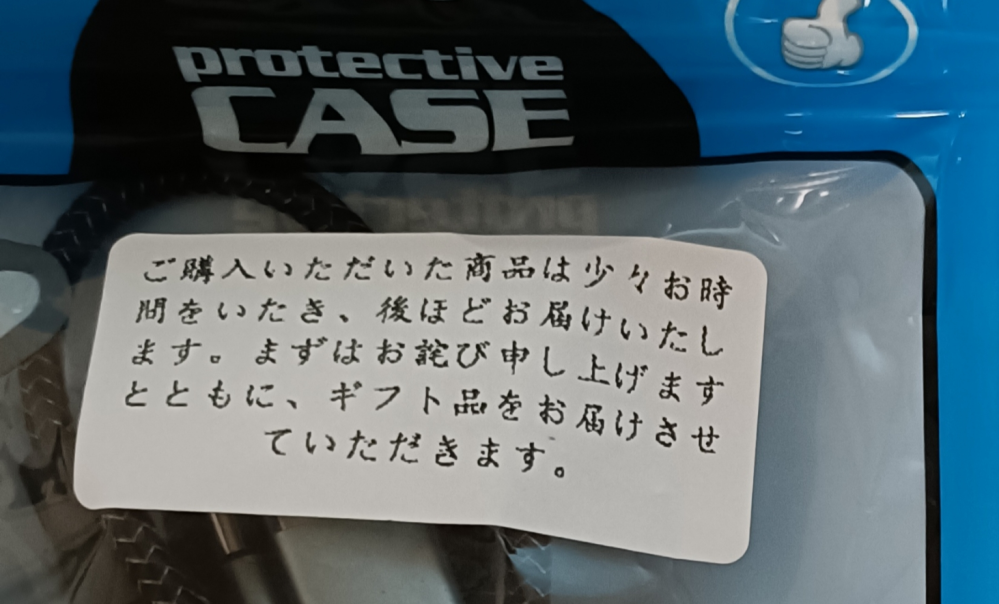 protective
CASE
ご購入いただいた商品は少々お時
間をいたき、後ほどお届けいたし
ます。まずはお詫び申し上げます
とともに、ギフト品をお届けさせ
ていただきます。